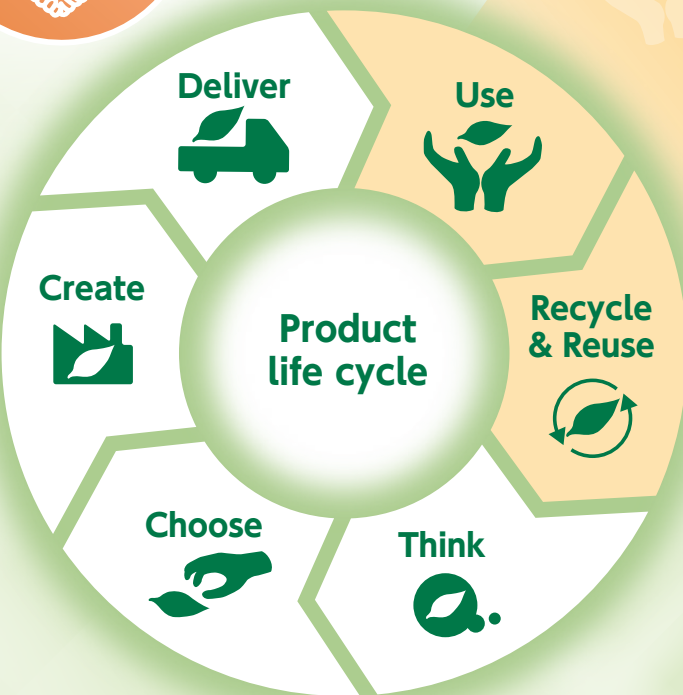 Deliver
Use
Create
Recycle
& Reuse
Product
life cycle
Choose
Think